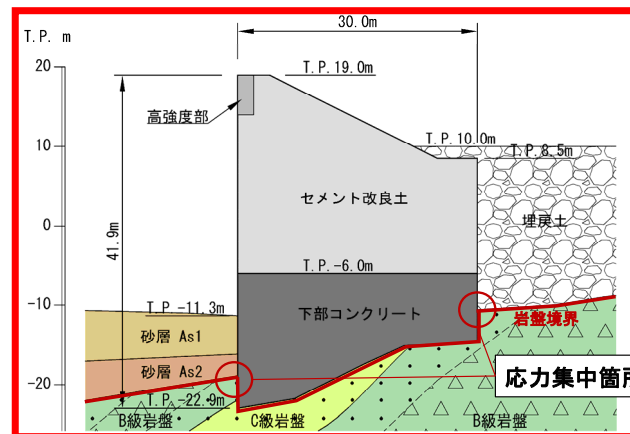 30.0m
T.P. m
20
T.P.19.0m
高強度部
10
T.P.10.0m
T.P.8.5m
セメント改良土
埋戻土
41.9m
0
T.P.-6.0m
-10
T.P -11.3m
下部コンクリート
岩盤境界
砂層 As1
砂層 As2
応力集中箇所
-20
T.P-22.9m
B級岩盤
C級岩盤
B級岩盤